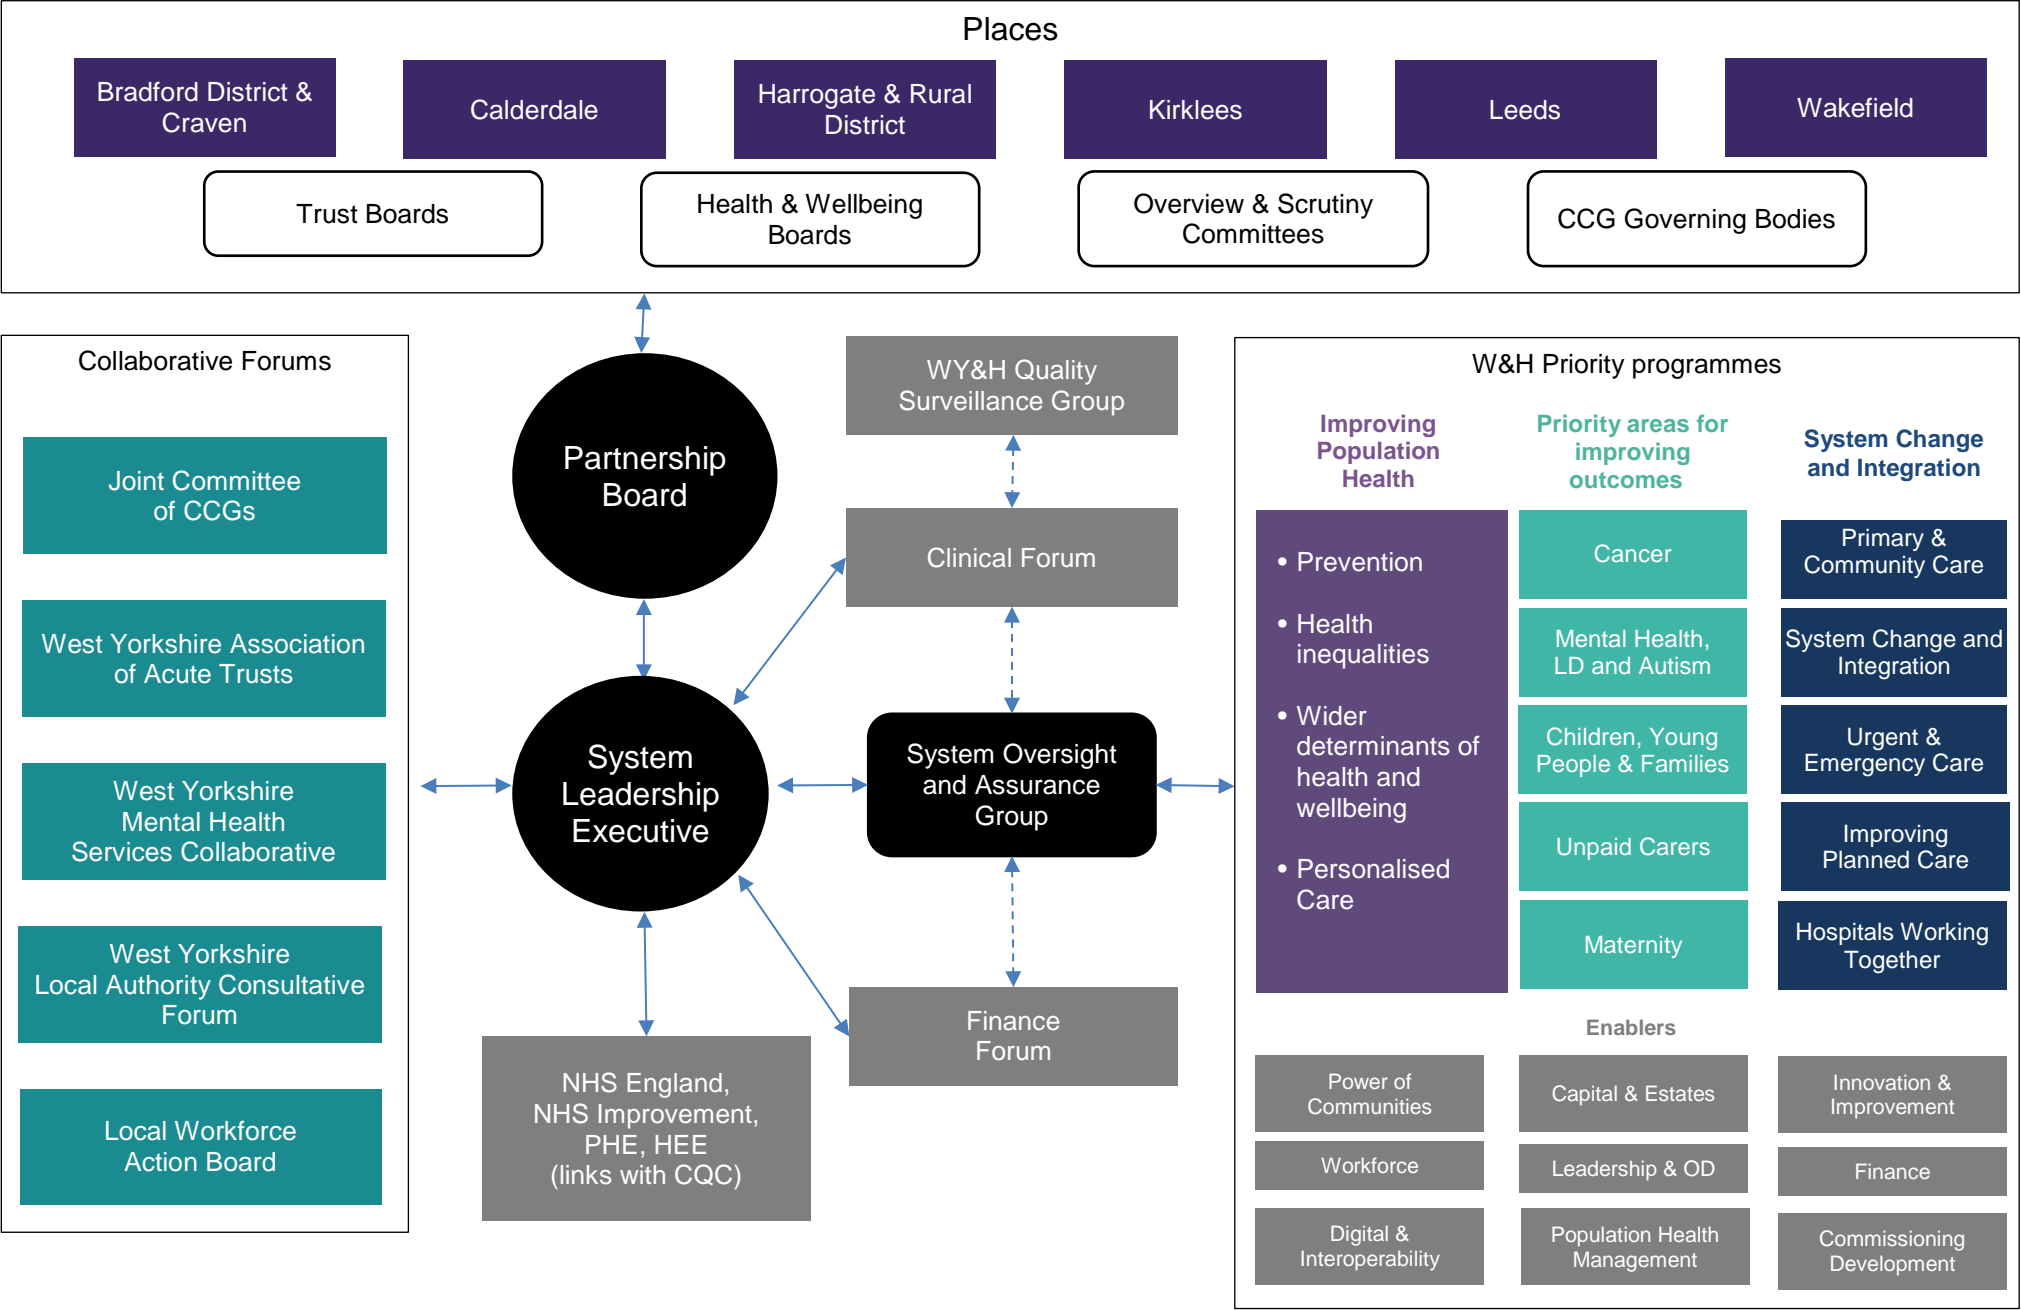 Places
Bradford District &
Craven
Calderdale
Harrogate & Rural
District
Kirklees
Leeds
Wakefield
Trust Boards
Health & Wellbeing
Boards
Overview & Scrutiny
Committees
CCG Governing Bodies
Collaborative Forums
Joint Committee
of CCGs
West Yorkshire Association
of Acute Trusts
West Yorkshire
Mental Health
Services Collaborative
West Yorkshire
Local Authority Consultative
Forum
Local Workforce
Action Board
Partnership
Board
System
Leadership
Executive
NHS England,
NHS Improvement,
PHE, HEE
(links with CQC)
WY&H Quality
Surveillance Group
Clinical Forum
System Oversight
and Assurance
Group
Finance
Forum
W&H Priority programmes
Improving
Population
Health
• Prevention
• Health
inequalities
• Wider
determinants of
health and
wellbeing
• Personalised
Care
Priority areas for
improving
outcomes
Cancer
Mental Health,
LD and Autism
Children, Young
People & Families
Unpaid Carers
Maternity
System Change
and Integration
Primary &
Community Care
System Change and
Integration
Urgent &
Emergency Care
Improving
Planned Care
Hospitals Working
Together
Enablers
Power of
Communities
Capital & Estates
Innovation &
Improvement
Workforce
Leadership & OD
Finance
Digital &
Interoperability
Population Health
Management
Commissioning
Development